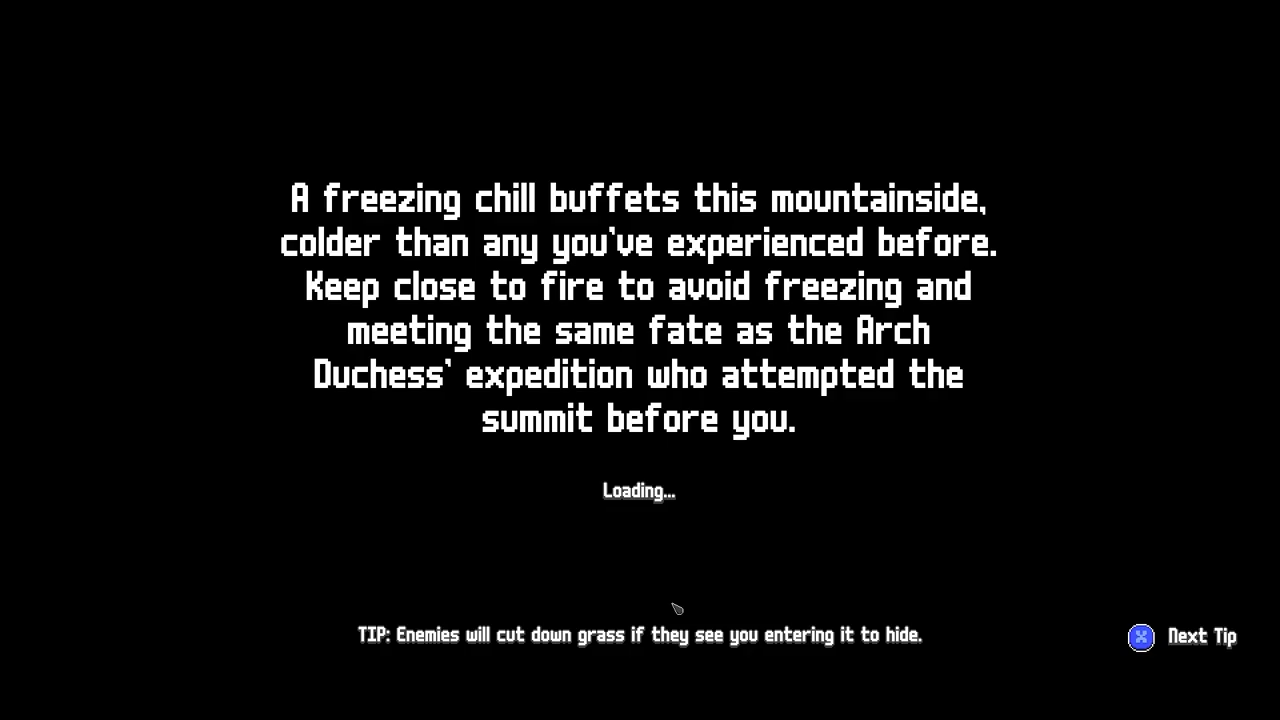 A freezing chill buffets this mountainside,
colder than any you've experienced before.
Keep close to fire to avoid freezing and
meeting the same fate as the Arch
Duchess' expedition who attempted the
summit before you.
Loading...
TIP: Enemies will cut down grass if they see you entering it to hide.
X Next Tip